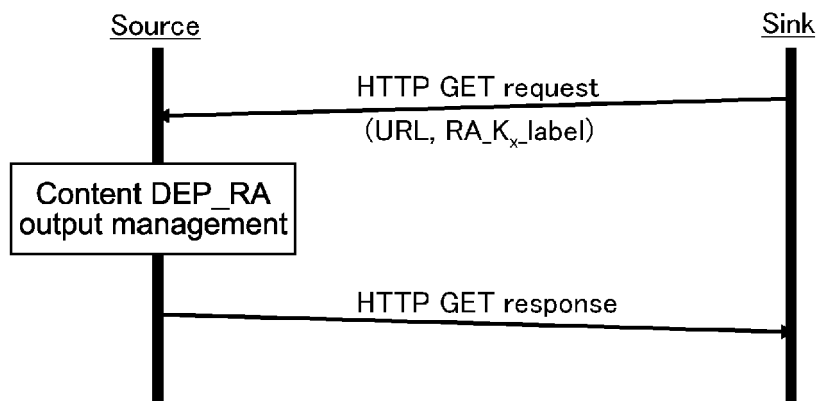 Source
Sink
HTTP GET request
(URL, RA_Kx_label)
Content DEP_RA
output management
HTTP GET response